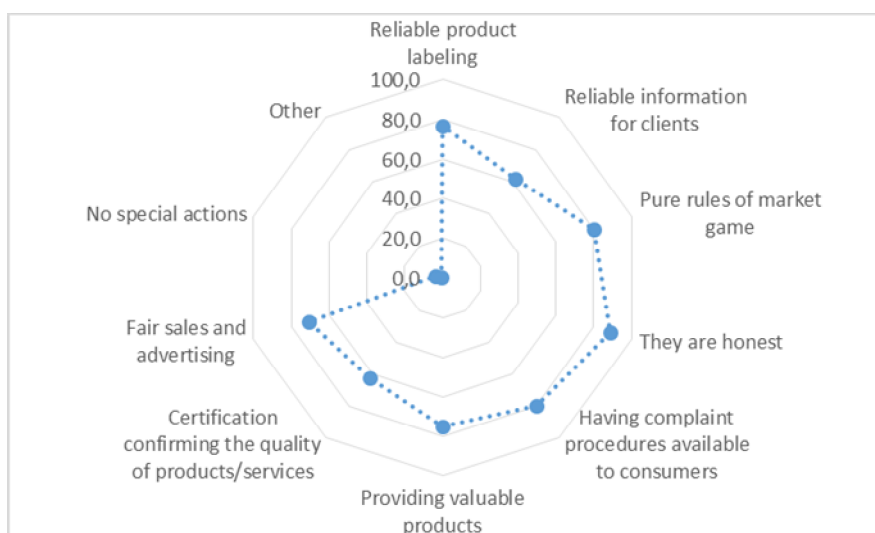 Reliable product
labeling
100,0
80,0
60,0
40,0
20,0
0,0
Reliable information
for clients
Pure rules of market
game
They are honest
Having complaint
procedures available
to consumers
Providing valuable
products
Certification
confirming the quality
of products/services
Fair sales and
advertising
No special actions
Other